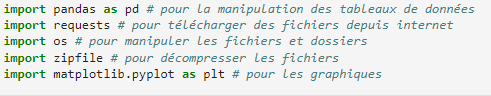 import pandas as pd # pour la manipulation des tableaux de données
import requests # pour télécharger des fichiers depuis internet
import os # pour manipuler les fichiers et dossiers
import zipfile # pour décompresser les fichiers
import matplotlib.pyplot as plt # pour les graphiques